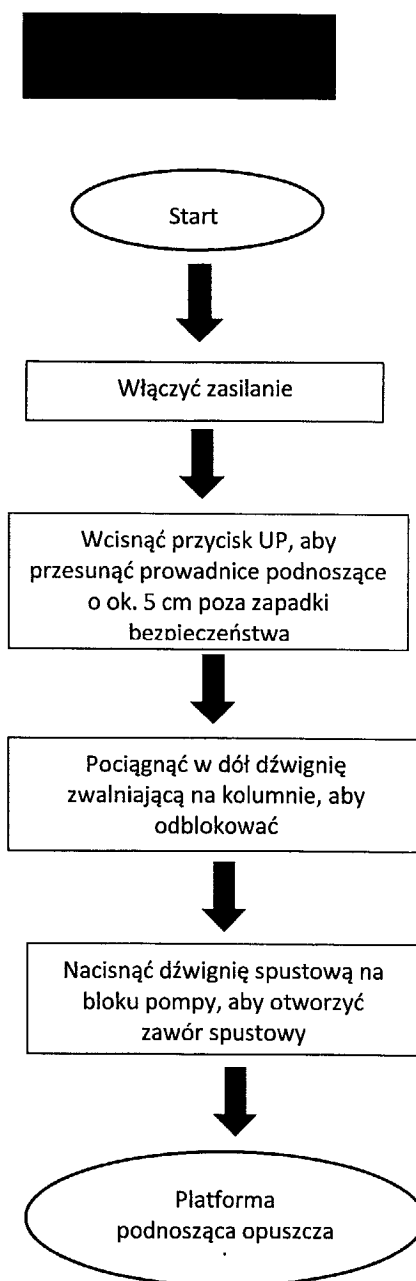 Start
Włączyć zasilanie
Wcisnąć przycisk UP, aby
przesunąć prowadnice podnoszące
o ok. 5 cm poza zapadki
bezpieczeństwa
Pociągnąć w dół dźwignię
zwalniającą na kolumnie, aby
odblokować
Nacisnąć dźwignię spustową na
bloku pompy, aby otworzyć
zawór spustowy
Platforma
podnosząca opuszcza